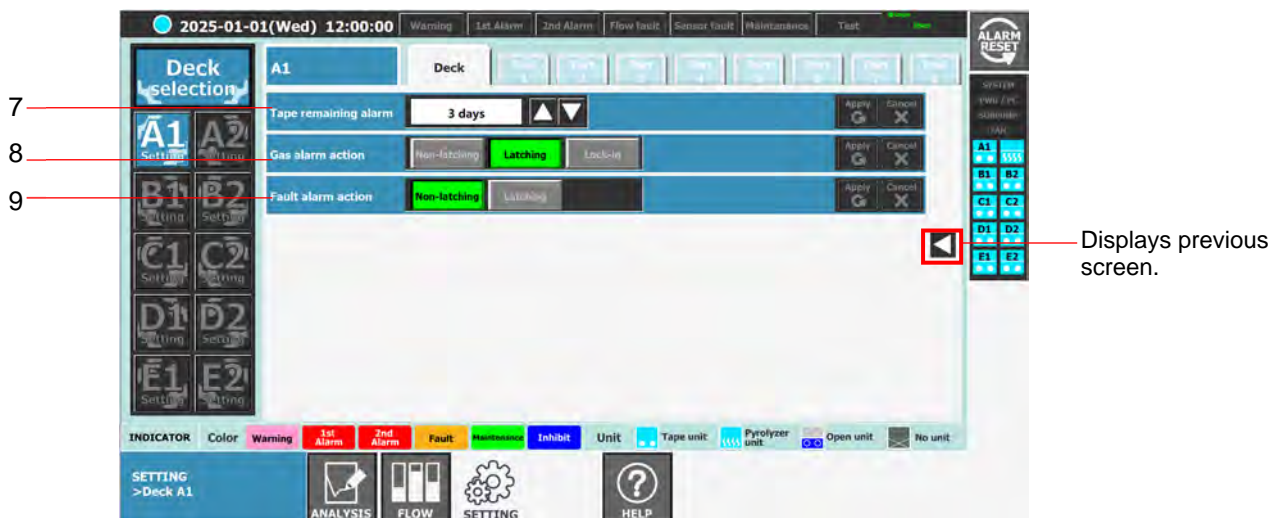 2025-01-01(Wed) 12:00:00 Warning 1st Alarm 2nd Alarm Flow fault Sensor fault Maintenance Test
ALARM
RESET
Deck
selection
A1 Deck
7
Tape remaining alarm 3 days Apply Cancel
8
Gas alarm action Non-latching Latching Lock-in Apply Cancel
9
Fault alarm action Non-latching Latching Apply Cancel
A1 A2
Setting Setting
B1 B2
Setting Setting
C1 C2
Setting Setting
D1 D2
Setting Setting
E1 E2
Setting Setting
SYSTEM
A1
B1 B2
C1 C2
D1 D2
E1 E2
Displays previous
screen.
INDICATOR Color Warning 1st Alarm 2nd Alarm Fault Maintenance Inhibit Unit Tape unit Pyrolyzer unit Open unit No unit
SETTING
>Deck A1
ANALYSIS FLOW SETTING HELP